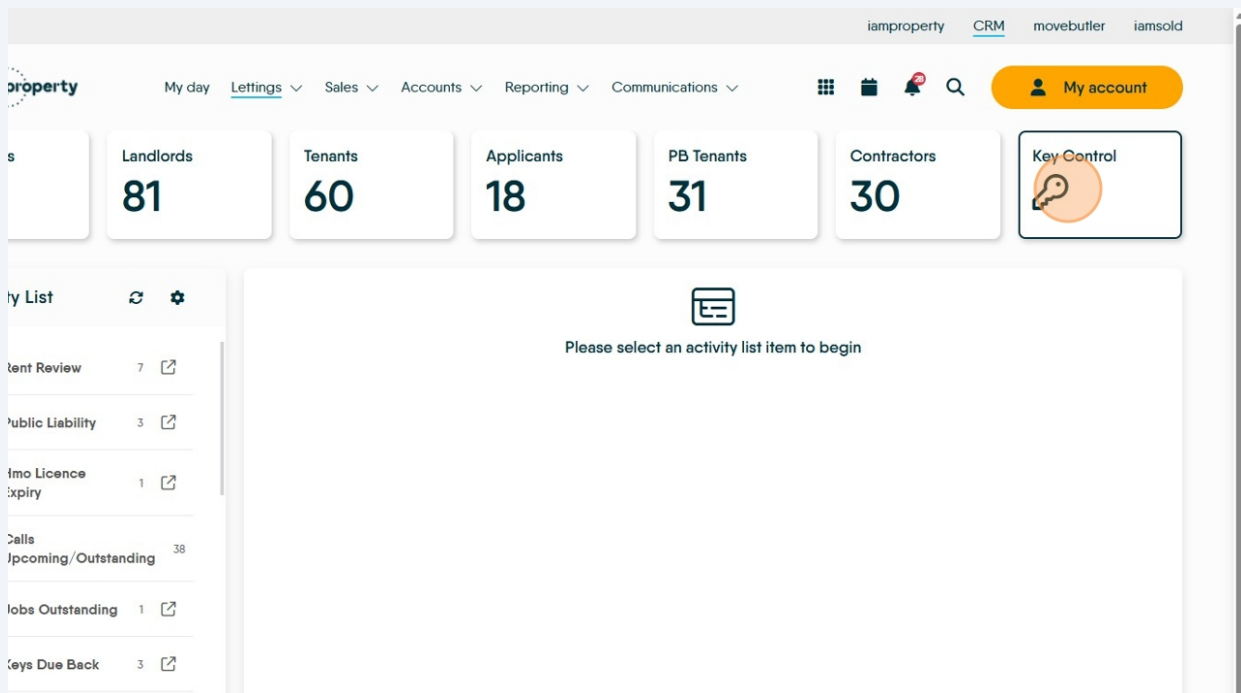 iamproperty CRM movebutler iamsold
property My day Lettings Sales Accounts Reporting Communications 28 My account
s Landlords Tenants Applicants PB Tenants Contractors Key Control
81 60 18 31 30
ty List
Please select an activity list item to begin
Rent Review 7
Public Liability 3
Hmo Licence
Expiry 1
Calls
Upcoming/Outstanding 38
Jobs Outstanding 1
Keys Due Back 3